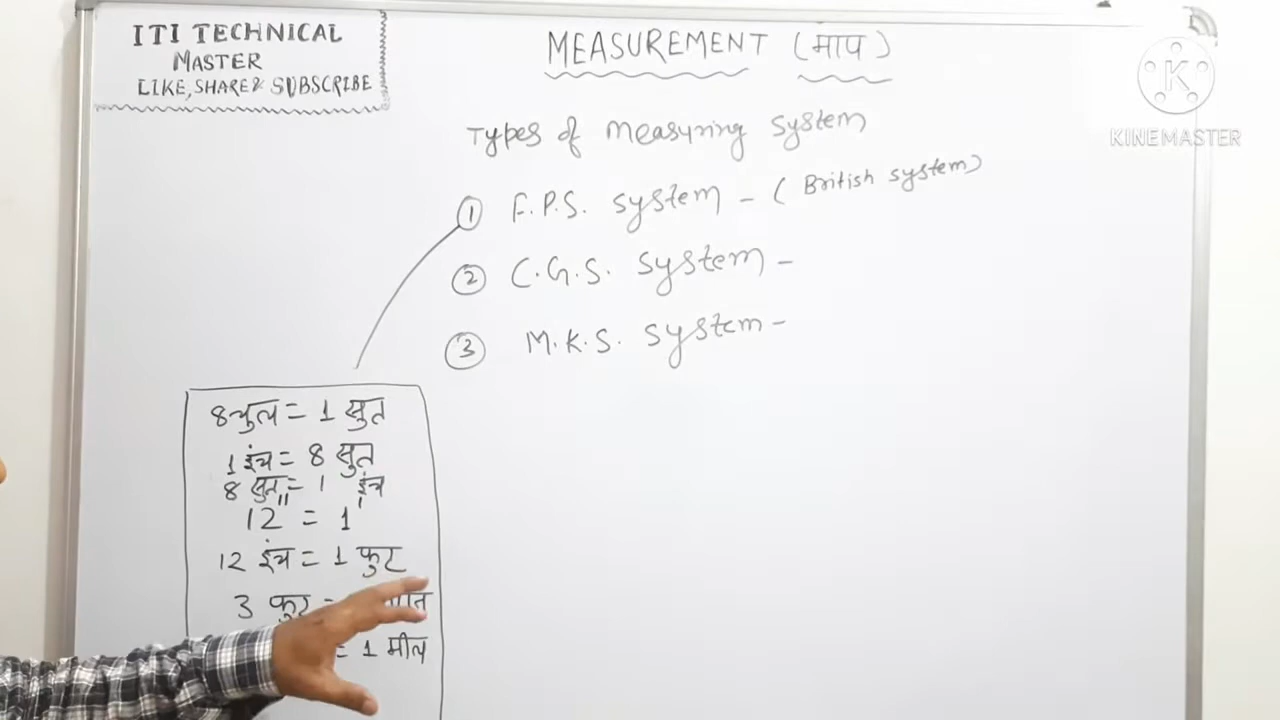 ITI TECHNICAL
MASTER
LIKE, SHARE & SUBSCRIBE
MEASUREMENT (माप)
KINEMASTER
Types of measuring system
① F.P.S. system - (British system)
② C.G.S. system -
③ M.K.S. system -
8 चुल = 1 सुत
1 इंच = 8 सुत
8 सुत = 1 इंच
12" = 1'
12 इंच = 1 फुट
3 फुट =
= 1 मील